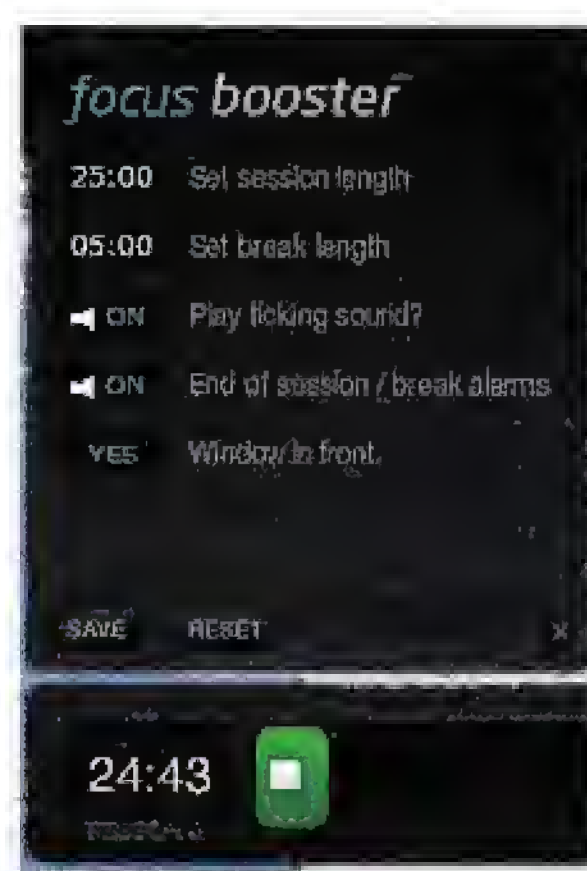 focus booster
25:00 Set session length
05:00 Set break length
ON Play ticking sound?
ON End of session / break alarms
YES Window in front.
SAVE RESET X
24:43